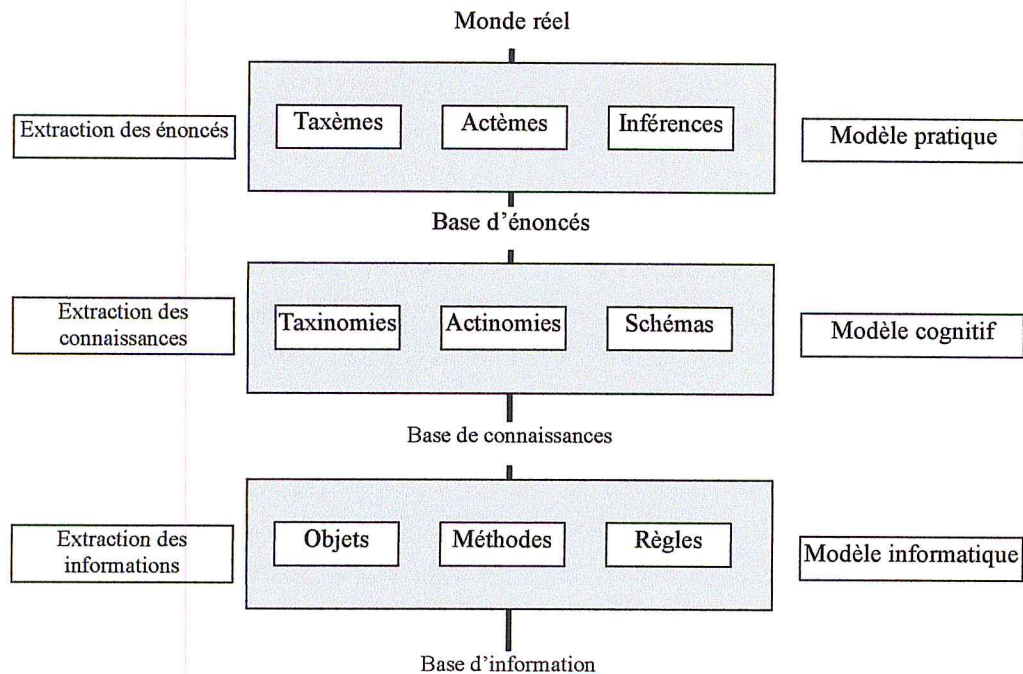 Monde réel
Taxèmes
Actèmes
Inférences
Extraction des énoncés
Modèle pratique
Base d'énoncés
Extraction des
connaissances
Taxinomies
Actinomies
Schémas
Modèle cognitif
Base de connaissances
Extraction des
informations
Objets
Méthodes
Règles
Modèle informatique
Base d'information